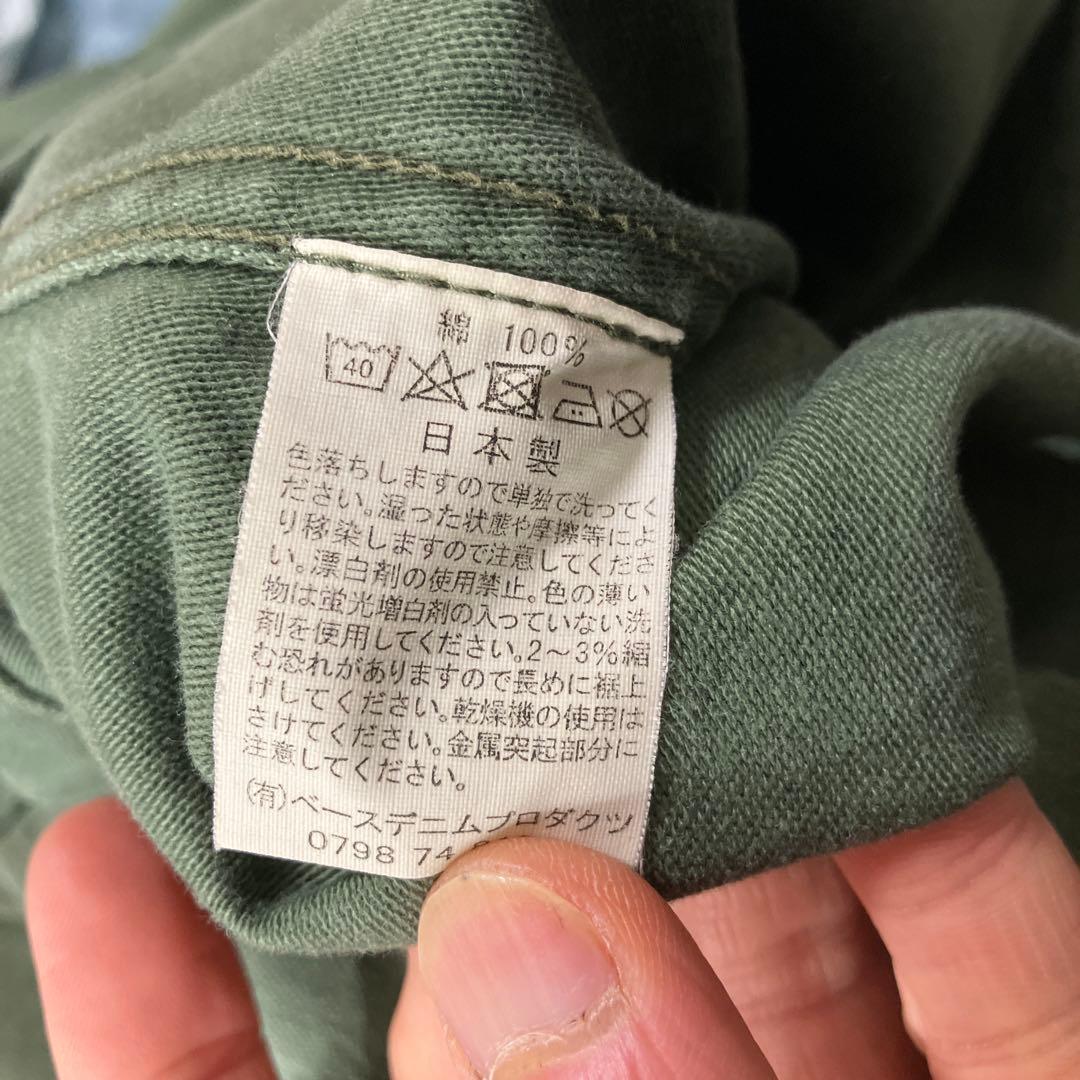 綿 100%
40
日本製
色落ちしますので単独で洗ってく
ださい。湿った状態や摩擦等によ
り移染しますので注意してくださ
い。漂白剤の使用禁止。色の薄い
物は蛍光増白剤の入っていない洗
剤を使用してください。2～3%縮
む恐れがありますので長めに裾上
げしてください。乾燥機の使用は
さけてください。金属突起部分に
注意してください。
(有)ベースデニムプロダクツ
0798 74